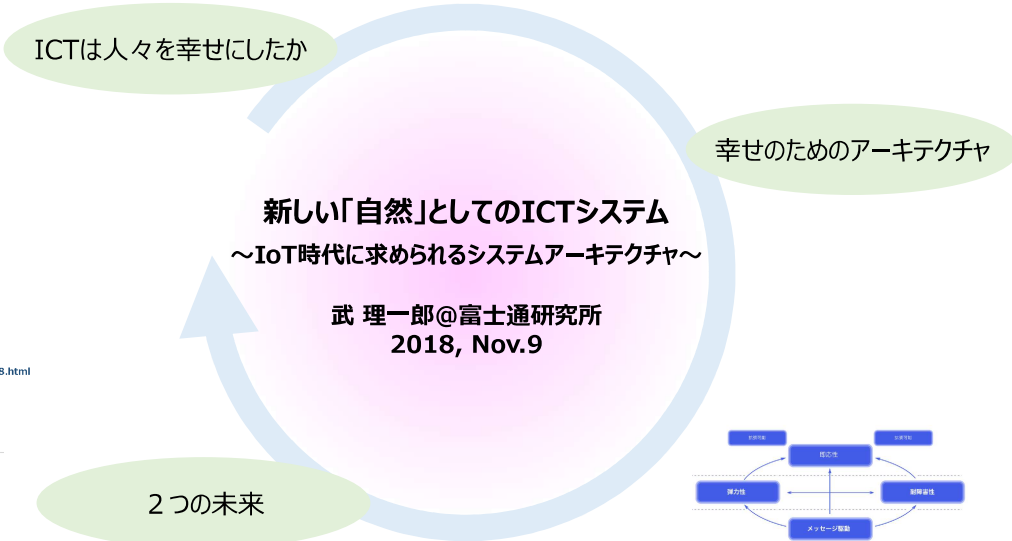 ICTは人々を幸せにしたか
幸せのためのアーキテクチャ
新しい「自然」としてのICTシステム
～IoT時代に求められるシステムアーキテクチャ～
武 理一郎@富士通研究所
2018, Nov.9
8.html
２つの未来
即応性
弾力性
耐障害性
メッセージ駆動